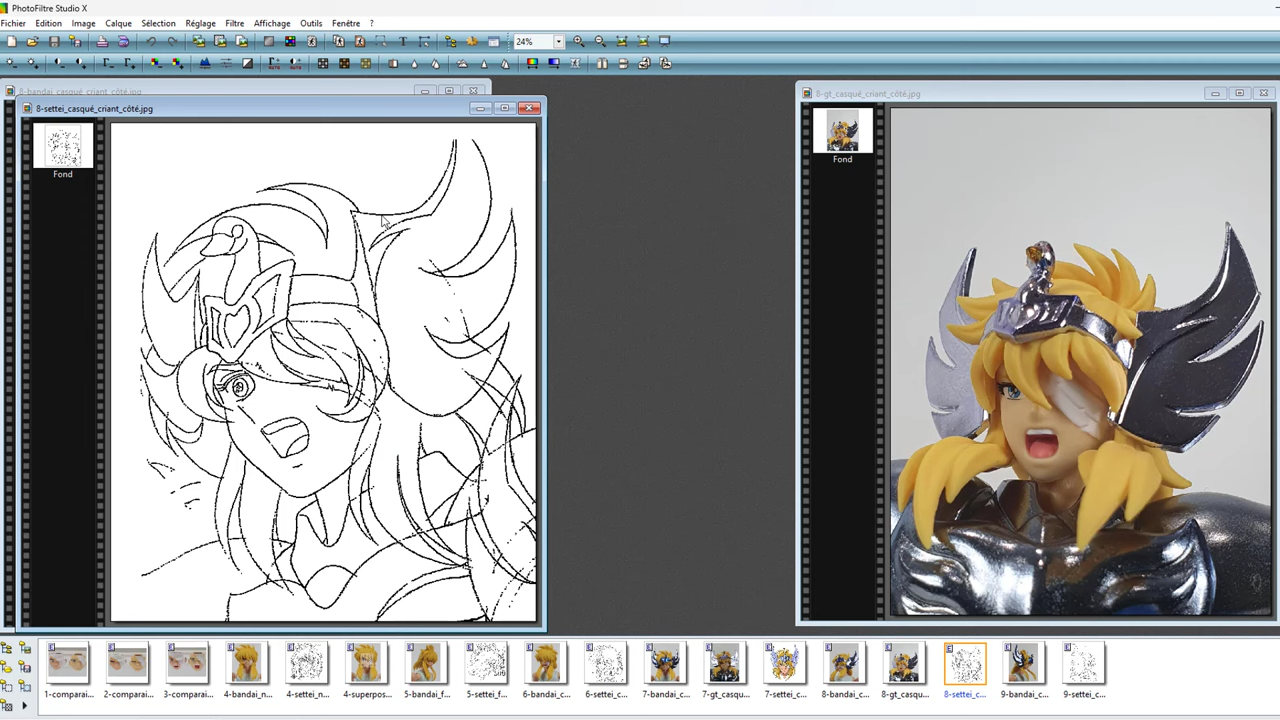 PhotoFiltre Studio X
Fichier Edition Image Calque Sélection Réglage Filtre Affichage Outils Fenêtre ?
24%
8-bandai_casqué_criant_côté.jpg
8-settei_casqué_criant_côté.jpg
Fond
8-gt_casqué_criant_côté.jpg
Fond
1-comparai... 2-comparai... 3-comparai... 4-bandai_n... 4-settei_n... 4-superpos... 5-bandai_f... 5-settei_f... 6-bandai_c... 6-settei_c... 7-bandai_c... 7-gt_casqu... 7-settei_c... 8-bandai_c... 8-gt_casqu... 8-settei_c... 9-bandai_c... 9-settei_c...